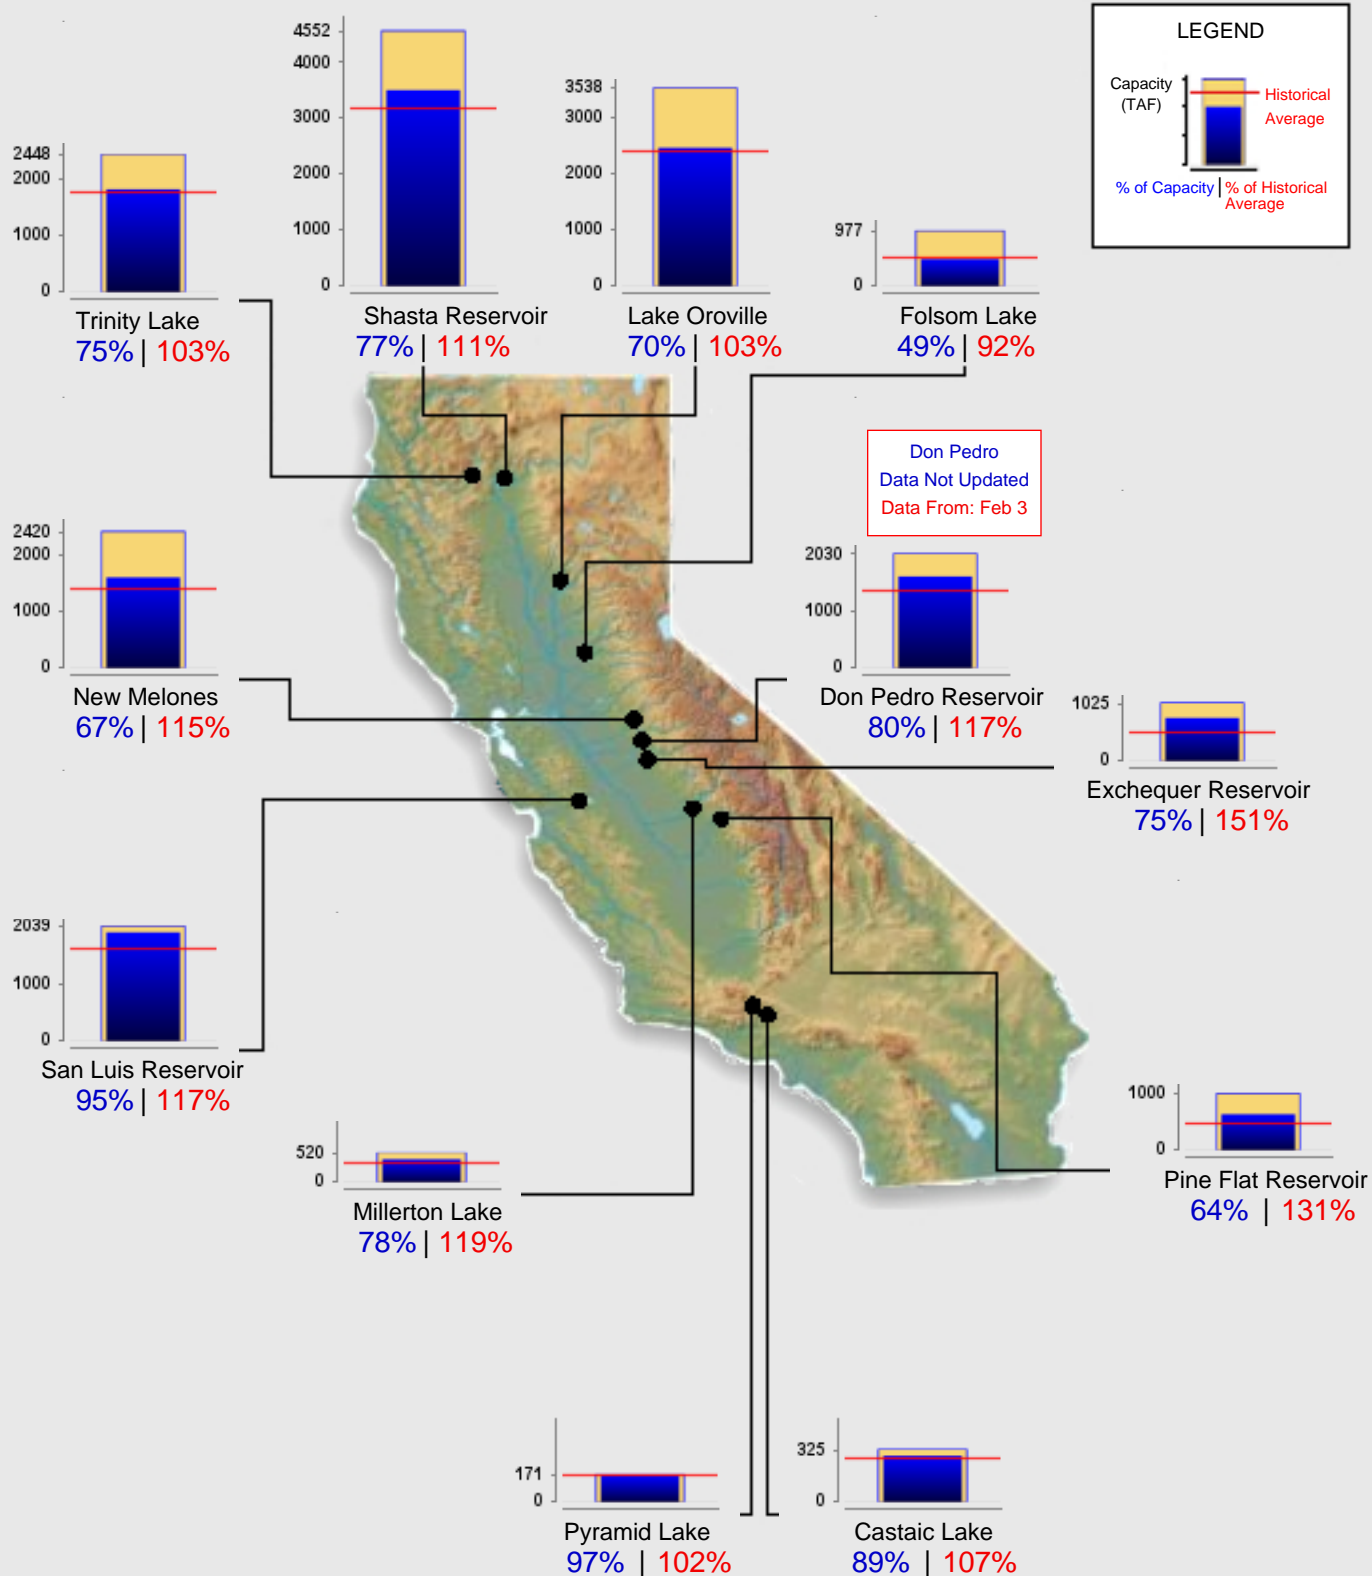 LEGEND
Capacity
(TAF)
Historical
Average
% of Capacity | % of Historical
Average
4552
4000
3000
2000
1000
0
Shasta Reservoir
77% | 111%
3538
3000
2000
1000
0
Lake Oroville
70% | 103%
2448
2000
1000
0
Trinity Lake
75% | 103%
977
0
Folsom Lake
49% | 92%
Don Pedro
Data Not Updated
Data From: Feb 3
2420
2000
1000
0
New Melones
67% | 115%
2030
1000
0
Don Pedro Reservoir
80% | 117%
1025
0
Exchequer Reservoir
75% | 151%
2039
1000
0
San Luis Reservoir
95% | 117%
520
0
Millerton Lake
78% | 119%
1000
0
Pine Flat Reservoir
64% | 131%
171
0
Pyramid Lake
97% | 102%
325
0
Castaic Lake
89% | 107%